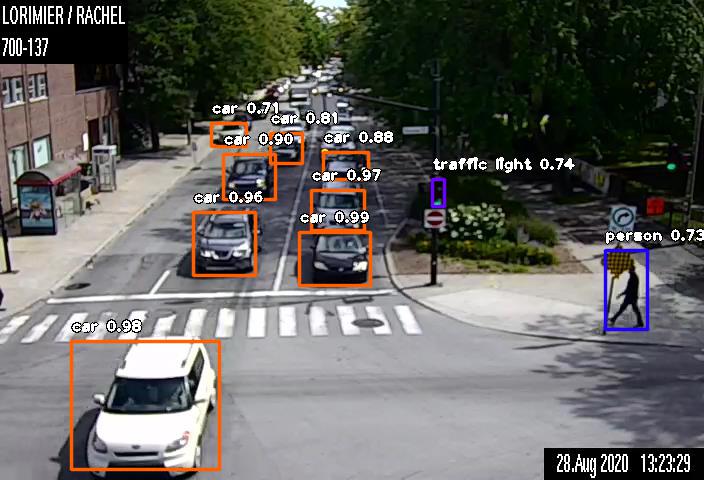 LORIMIER / RACHEL
700-137
car 0.71
car 0.81
car 0.90
car 0.88
traffic light 0.74
car 0.97
car 0.96
car 0.99
person 0.73
car 0.98
28.Aug 2020 13:23:29